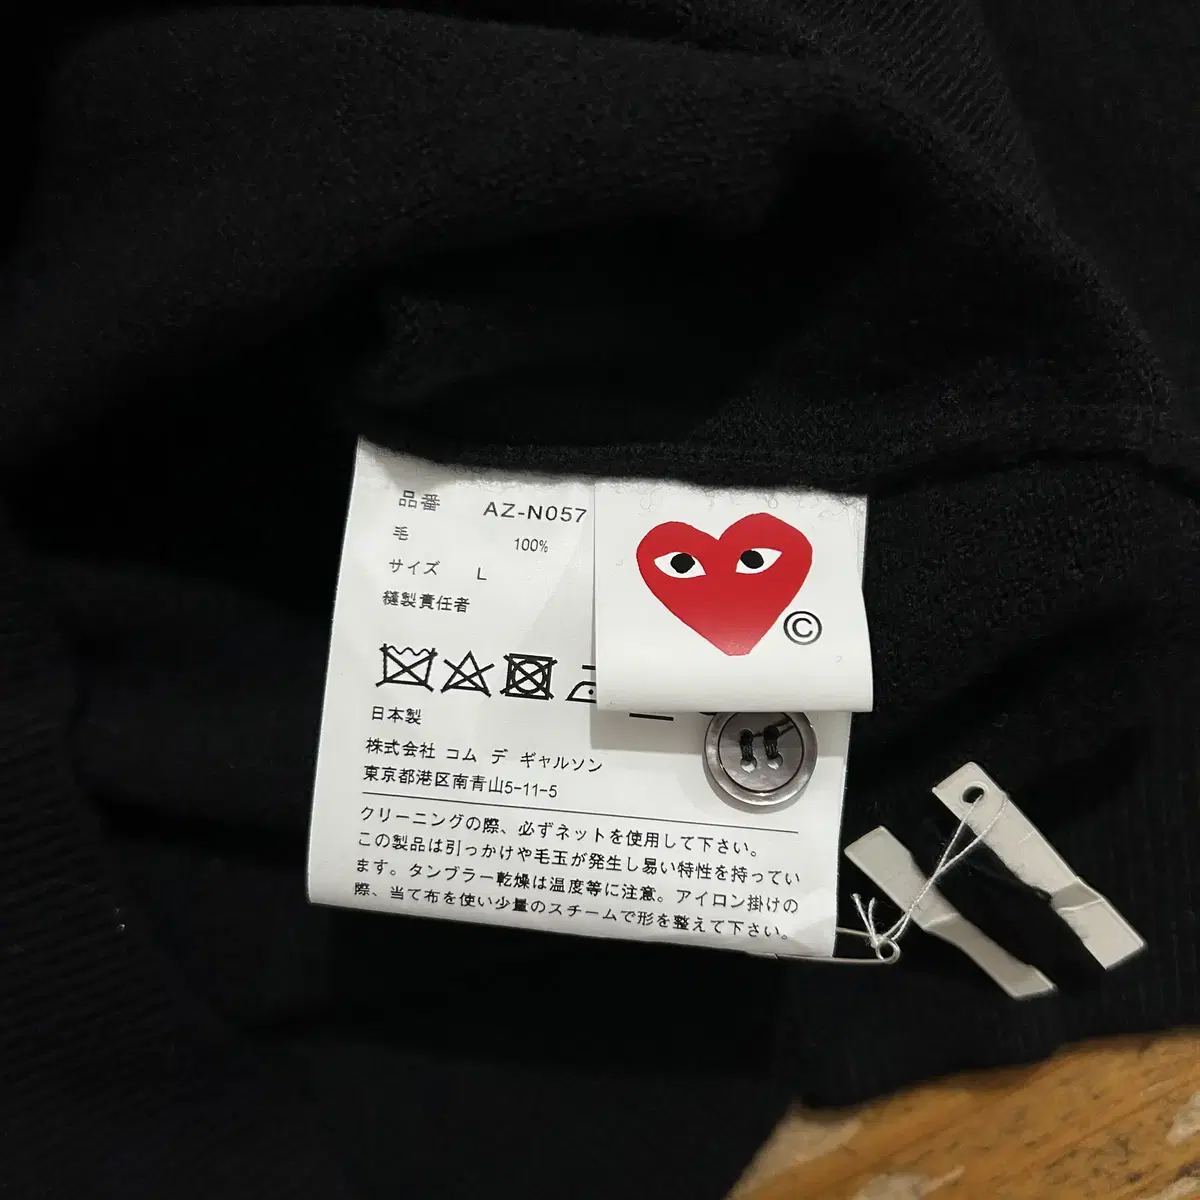 品番 AZ-N057
毛 100%
サイズ L
縫製責任者
©
日本製
株式会社 コム デ ギャルソン
東京都港区南青山5-11-5
クリーニングの際、必ずネットを使用して下さい。
この製品は引っかけや毛玉が発生し易い特性を持ってい
ます。タンブラー乾燥は温度等に注意。アイロン掛けの
際、当て布を使い少量のスチームで形を整えて下さい。